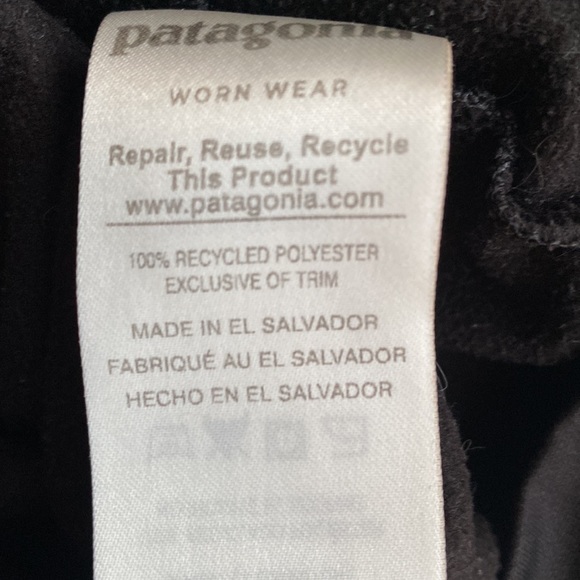 patagonia
WORN WEAR
Repair, Reuse, Recycle
This Product
www.patagonia.com
100% RECYCLED POLYESTER
EXCLUSIVE OF TRIM
MADE IN EL SALVADOR
FABRIQUÉ AU EL SALVADOR
HECHO EN EL SALVADOR